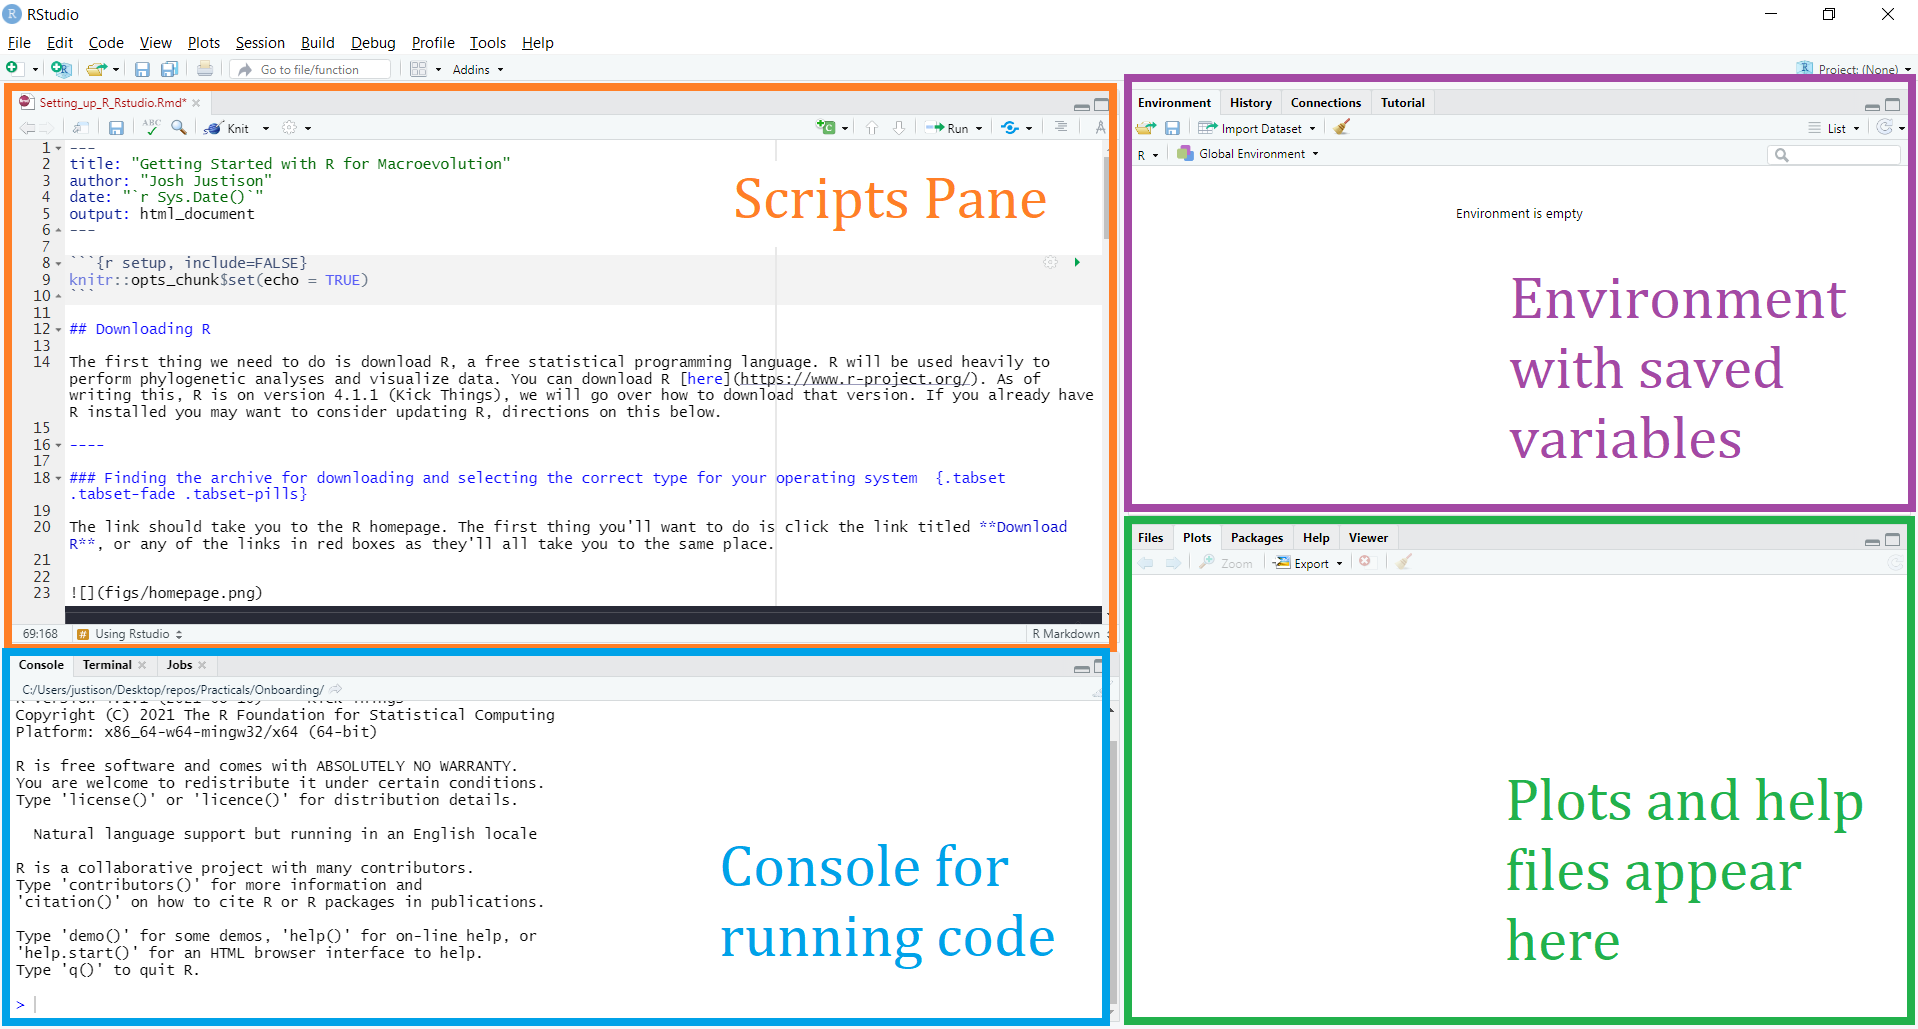 RStudio
File Edit Code View Plots Session Build Debug Profile Tools Help
Go to file/function Addins Project: (None)
Setting_up_R_Rstudio.Rmd*
ABC Knit Run
1 ---
2 title: "Getting Started with R for Macroevolution"
3 author: "Josh Justison"
4 date: "`r Sys.Date()`"
5 output: html_document
6 ---
7
8 ```{r setup, include=FALSE}
9 knitr::opts_chunk$set(echo = TRUE)
10 ```
11
12 ## Downloading R
13
14 The first thing we need to do is download R, a free statistical programming language. R will be used heavily to
perform phylogenetic analyses and visualize data. You can download R [here](https://www.r-project.org/). As of
writing this, R is on version 4.1.1 (Kick Things), we will go over how to download that version. If you already have
R installed you may want to consider updating R, directions on this below.
15
16 ----
17
18 ### Finding the archive for downloading and selecting the correct type for your operating system  {.tabset
.tabset-fade .tabset-pills}
19
20 The link should take you to the R homepage. The first thing you'll want to do is click the link titled **Download
R**, or any of the links in red boxes as they'll all take you to the same place.
21
22
23 ![](figs/homepage.png)
69:168 # Using Rstudio R Markdown
Scripts Pane
Console Terminal Jobs
C:/Users/justison/Desktop/repos/Practicals/Onboarding/
R version 4.1.1 (2021-08-10) -- "Kick Things"
Copyright (C) 2021 The R Foundation for Statistical Computing
Platform: x86_64-w64-mingw32/x64 (64-bit)
R is free software and comes with ABSOLUTELY NO WARRANTY.
You are welcome to redistribute it under certain conditions.
Type 'license()' or 'licence()' for distribution details.
Natural language support but running in an English locale
R is a collaborative project with many contributors.
Type 'contributors()' for more information and
'citation()' on how to cite R or R packages in publications.
Type 'demo()' for some demos, 'help()' for on-line help, or
'help.start()' for an HTML browser interface to help.
Type 'q()' to quit R.
>
Console for
running code
Environment History Connections Tutorial
Import Dataset List
R Global Environment
Environment is empty
Environment
with saved
variables
Files Plots Packages Help Viewer
Zoom Export
Plots and help
files appear
here